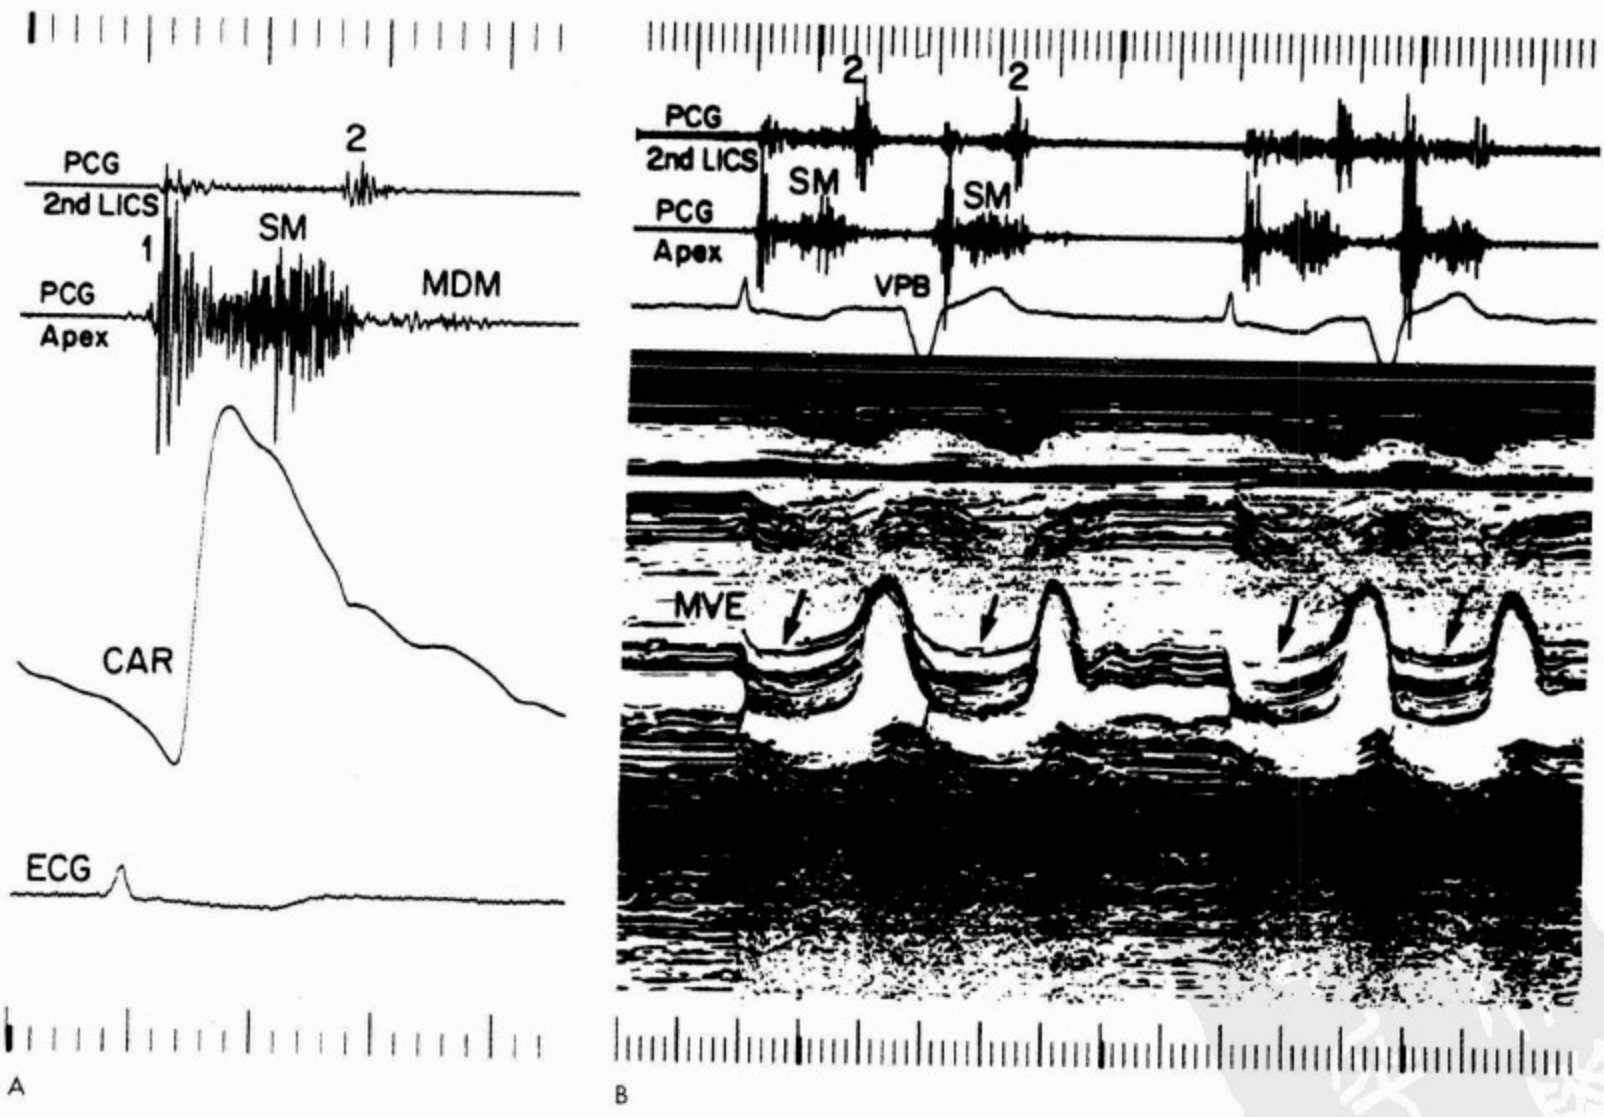 2
PCG
2nd LICS
1
SM
PCG
Apex
MDM
CAR
ECG
A
2
2
PCG
2nd LICS
SM
SM
PCG
Apex
VPB
MVE
B